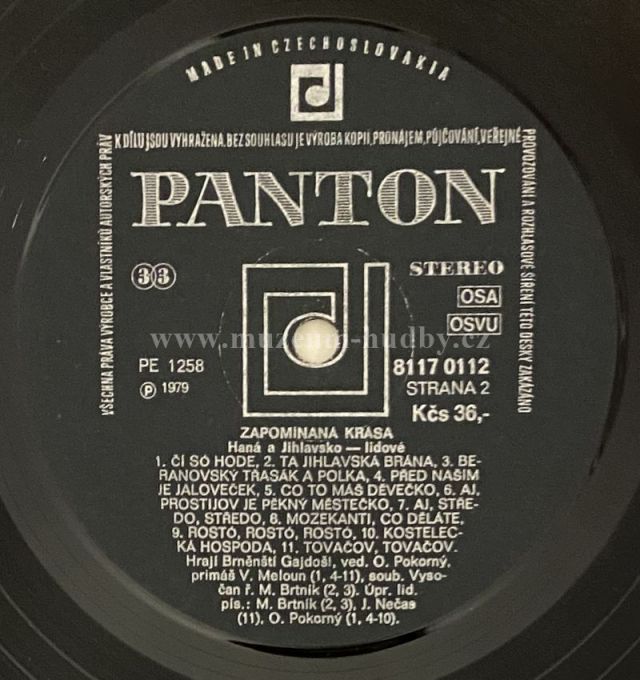 MADE IN CZECHOSLOVAKIA
K DÍLU JSOU VYHRAŽENA. BEZ SOUHLASU JE VÝROBA KOPIÍ, PRONÁJEM, PŮJČOVÁNÍ, VEŘEJNÉ
VŠECHNA PRÁVA VÝROBCE A VLASTNÍKŮ AUTORSKÝCH PRÁV
PROVOZOVÁNÍ A ROZHLASOVÉ ŠÍŘENÍ TÉTO DESKY ZAKÁZÁNO
PANTON
33
STEREO
OSA
OSVU
www.muzeum-hudby.cz
PE 1258
8117 0112
Ⓟ 1979
STRANA 2
Kčs 36,-
ZAPOMÍNANÁ KRÁSA
Haná a Jihlavsko — lidové
1. ČÍ SÓ HODE, 2. TA JIHLAVSKÁ BRÁNA, 3. BE-
RANOVSKÝ TŘASÁK A POLKA, 4. PŘED NAŠIM
JE JALOVEČEK, 5. CO TO MÁŠ DĚVEČKO, 6. AJ,
PROSTIJOV JE PĚKNÝ MĚSTEČKO, 7. AJ, STŘE-
DO, STŘEDO, 8. MOZEKANTI, CO DĚLÁTE,
9. ROSTÓ, ROSTÓ, ROSTÓ, 10. KOSTELEC-
KÁ HOSPODA, 11. TOVAČOV, TOVAČOV.
Hrají Brněnští Gajdoši, ved. O. Pokorný,
primáš V. Meloun (1, 4-11), soub. Vyso-
čan ř. M. Brtník (2, 3). Úpr. lid.
pís.: M. Brtník (2, 3), J. Nečas
(11), O. Pokorný (1, 4-10).